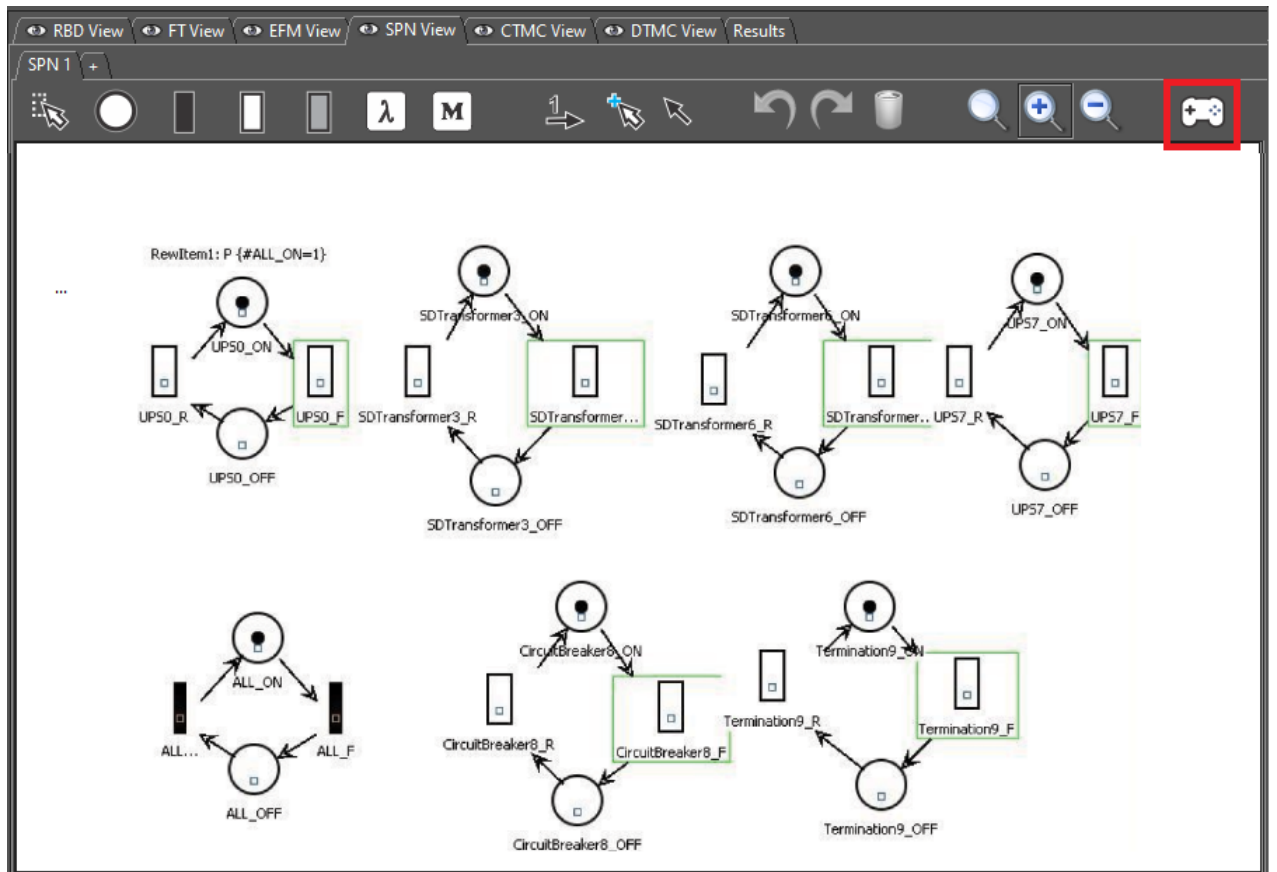 RBD View FT View EFM View SPN View CTMC View DTMC View Results
SPN 1 +
λ M 1
RewItem1: P {#ALL_ON=1}
...
UPS0_ON
UPS0_R
UPS0_F
UPS0_OFF
SDTransformer3_ON
SDTransformer3_R
SDTransformer...
SDTransformer3_OFF
SDTransformer6_ON
SDTransformer6_R
SDTransformer..
SDTransformer6_OFF
UPS7_ON
UPS7_R
UPS7_F
UPS7_OFF
ALL_ON
ALL...
ALL_F
ALL_OFF
CircuitBreaker8_ON
CircuitBreaker8_R
CircuitBreaker8_F
CircuitBreaker8_OFF
Termination9_ON
Termination9_R
Termination9_F
Termination9_OFF